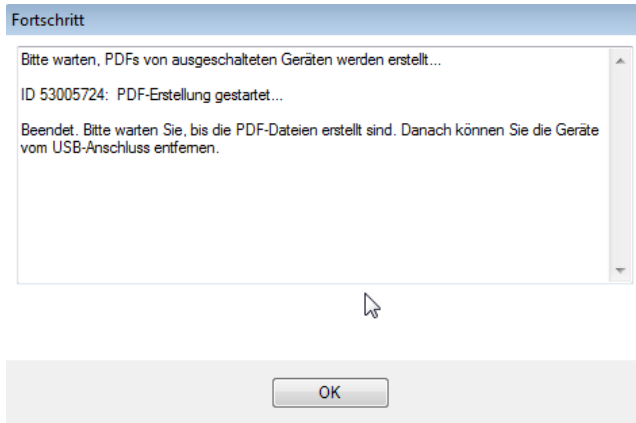 Fortschritt
Bitte warten, PDFs von ausgeschalteten Geräten werden erstellt...
ID 53005724:  PDF-Erstellung gestartet...
Beendet. Bitte warten Sie, bis die PDF-Dateien erstellt sind. Danach können Sie die Geräte
vom USB-Anschluss entfernen.
OK